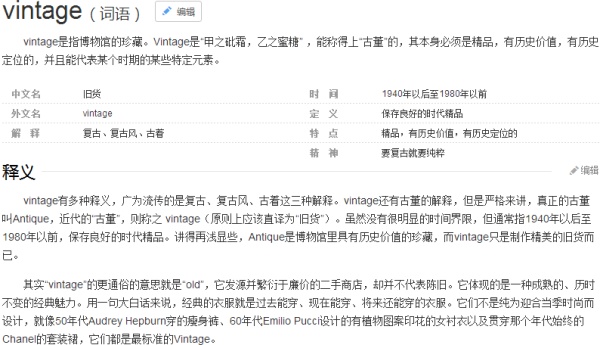 vintage（词语） 编辑
vintage是指博物馆的珍藏。Vintage是“甲之砒霜，乙之蜜糖”，能称得上“古董”的，其本身必须是精品，有历史价值，有历史
定位的，并且能代表某个时期的某些特定元素。
中文名 旧货 时 间 1940年以后至1980年以前
外文名 vintage 定 义 保存良好的时代精品
解 释 复古、复古风、古着 特 点 精品，有历史价值，有历史定位的
精 神 要复古就要纯粹
释义 编辑
vintage有多种释义，广为流传的是复古、复古风、古着这三种解释。vintage还有古董的解释，但是严格来讲，真正的古董
叫Antique，近代的“古董”，则称之 vintage（原则上应该直译为“旧货”）。虽然没有很明显的时间界限，但通常指1940年以后至
1980年以前，保存良好的时代精品。讲得再浅显些，Antique是博物馆里具有历史价值的珍藏，而vintage只是制作精美的旧货而
已。
其实“vintage”的更通俗的意思就是“old”，它发源并繁衍于廉价的二手商店，却并不代表陈旧。它体现的是一种成熟的、历时
不变的经典魅力。用一句大白话来说，经典的衣服就是过去能穿、现在能穿、将来还能穿的衣服。它们不是纯为迎合当季时尚而
设计，就像50年代Audrey Hepburn穿的瘦身裤、60年代Emilio Pucci设计的有植物图案印花的女衬衣以及贯穿那个年代始终的
Chanel的套装裙，它们都是最标准的Vintage。